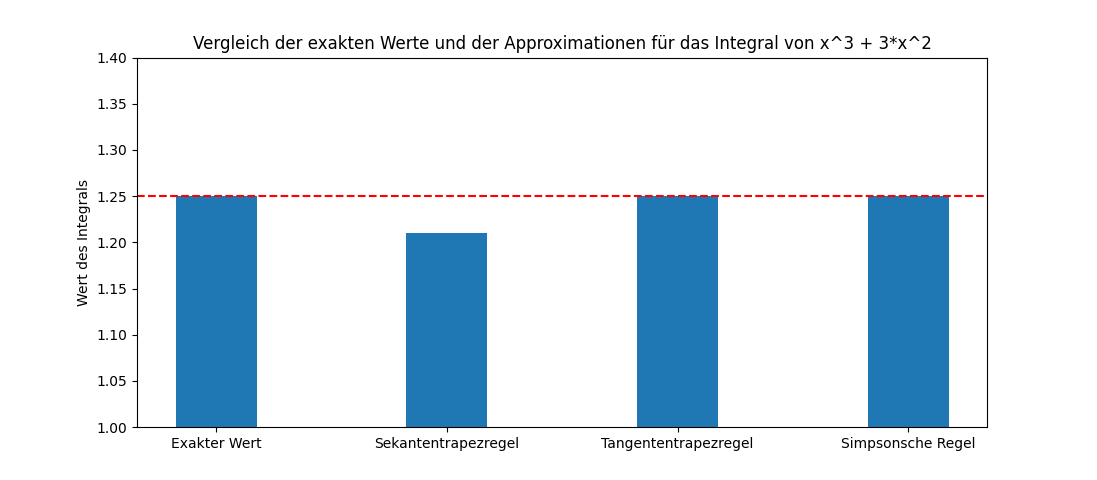 Vergleich der exakten Werte und der Approximationen für das Integral von x^3 + 3*x^2
1.40
1.35
1.30
1.25
1.20
1.15
1.10
1.05
1.00
Wert des Integrals
Exakter Wert
Sekantentrapezregel
Tangententrapezregel
Simpsonsche Regel